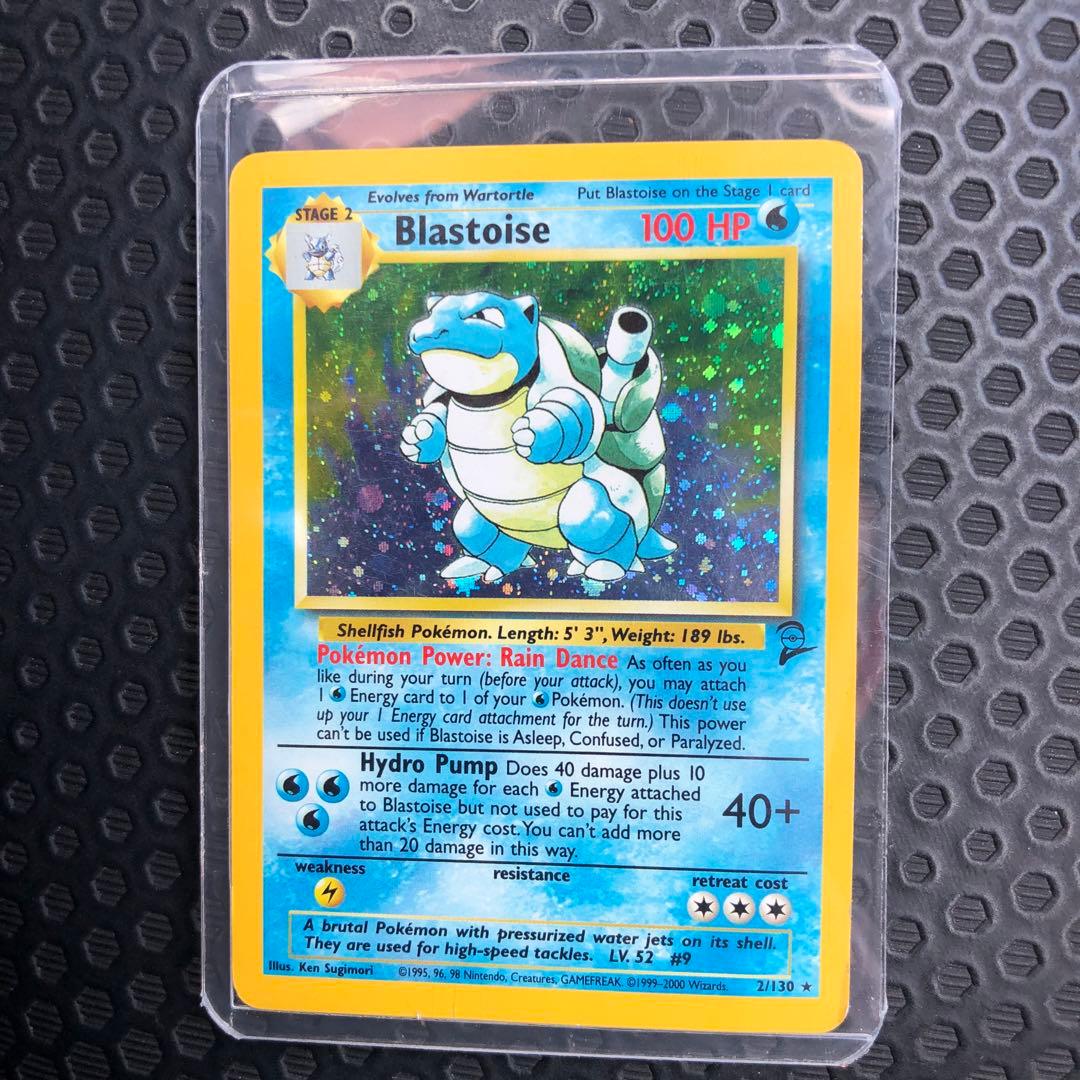 Evolves from Wartortle Put Blastoise on the Stage 1 card
STAGE 2
Blastoise 100 HP
Shellfish Pokémon. Length: 5' 3", Weight: 189 lbs.
Pokémon Power: Rain Dance As often as you
like during your turn (before your attack), you may attach
1 Energy card to 1 of your Pokémon. (This doesn't use
up your 1 Energy card attachment for the turn.) This power
can't be used if Blastoise is Asleep, Confused, or Paralyzed.
Hydro Pump Does 40 damage plus 10
more damage for each Energy attached
to Blastoise but not used to pay for this
attack's Energy cost. You can't add more
than 20 damage in this way.
40+
weakness resistance retreat cost
A brutal Pokémon with pressurized water jets on its shell.
They are used for high-speed tackles. LV. 52 #9
Illus. Ken Sugimori ©1995, 96, 98 Nintendo, Creatures, GAMEFREAK. ©1999-2000 Wizards. 2/130 ★